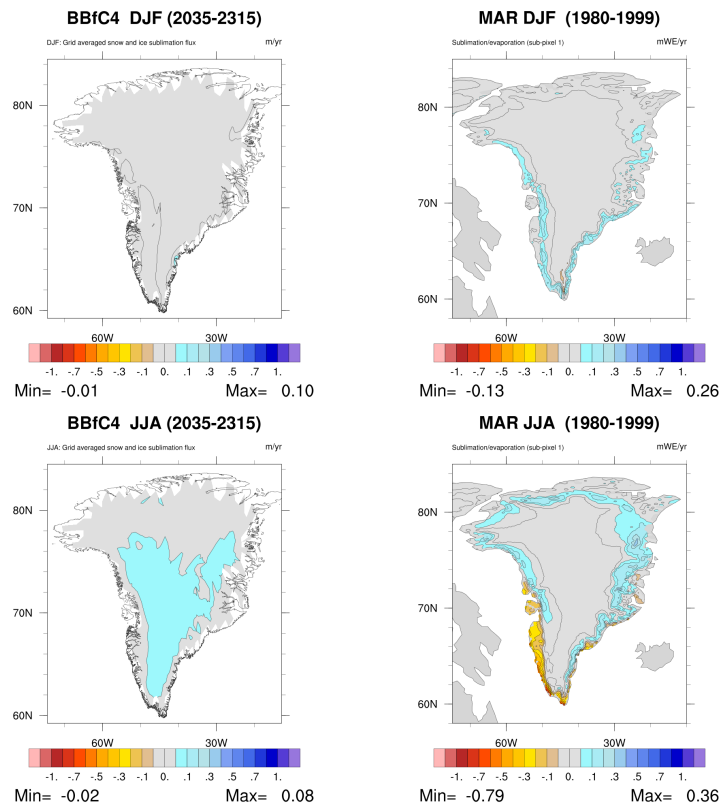 BBfC4 DJF (2035-2315)
DJF: Grid averaged snow and ice sublimation flux m/yr
80N
70N
60N
60W 30W
-1. -.7 -.5 -.3 -.1 0. .1 .3 .5 .7 1.
Min= -0.01 Max= 0.10
MAR DJF (1980-1999)
Sublimation/evaporation (sub-pixel 1) mWE/yr
80N
70N
60N
60W 30W
-1. -.7 -.5 -.3 -.1 0. .1 .3 .5 .7 1.
Min= -0.13 Max= 0.26
BBfC4 JJA (2035-2315)
JJA: Grid averaged snow and ice sublimation flux m/yr
80N
70N
60N
60W 30W
-1. -.7 -.5 -.3 -.1 0. .1 .3 .5 .7 1.
Min= -0.02 Max= 0.08
MAR JJA (1980-1999)
Sublimation/evaporation (sub-pixel 1) mWE/yr
80N
70N
60N
60W 30W
-1. -.7 -.5 -.3 -.1 0. .1 .3 .5 .7 1.
Min= -0.79 Max= 0.36